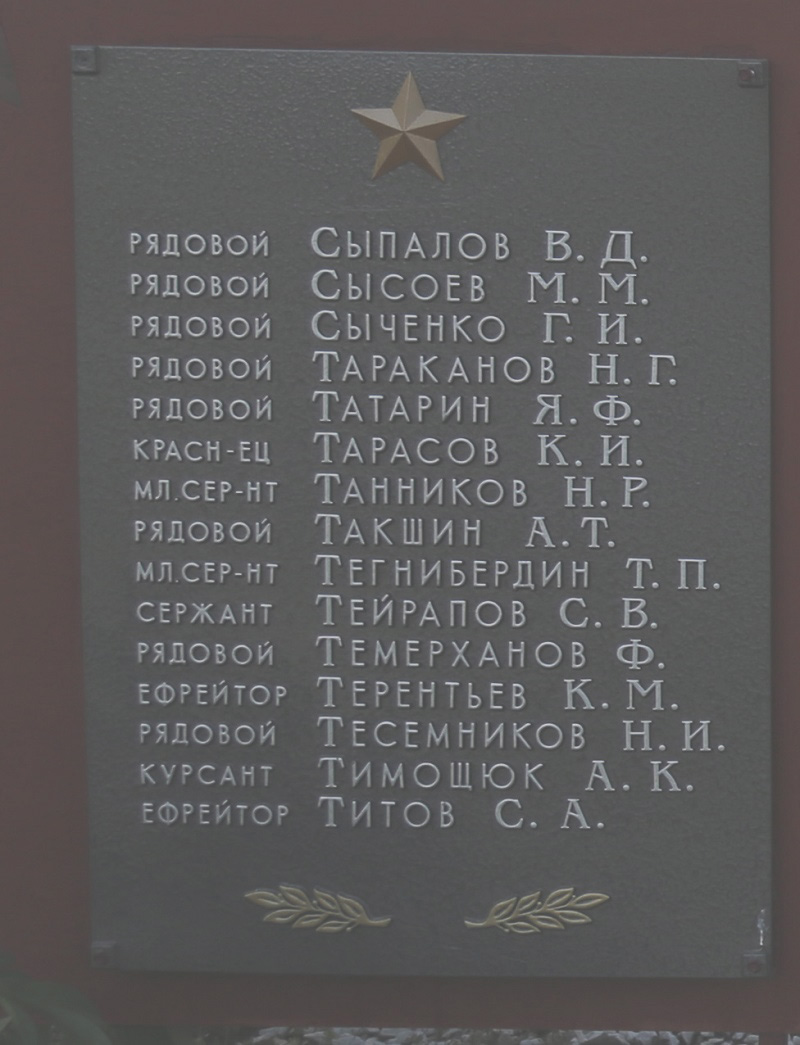 РЯДОВОЙ СЫПАЛОВ В. Д.
РЯДОВОЙ СЫСОЕВ М. М.
РЯДОВОЙ СЫЧЕНКО Г. И.
РЯДОВОЙ ТАРАКАНОВ Н. Г.
РЯДОВОЙ ТАТАРИН Я. Ф.
КРАСН-ЕЦ ТАРАСОВ К. И.
МЛ.СЕР-НТ ТАННИКОВ Н. Р.
РЯДОВОЙ ТАКШИН А. Т.
МЛ.СЕР-НТ ТЕГНИБЕРДИН Т. П.
СЕРЖАНТ ТЕЙРАПОВ С. В.
РЯДОВОЙ ТЕМЕРХАНОВ Ф.
ЕФРЕЙТОР ТЕРЕНТЬЕВ К. М.
РЯДОВОЙ ТЕСЕМНИКОВ Н. И.
КУРСАНТ ТИМОЩЮК А. К.
ЕФРЕЙТОР ТИТОВ С. А.